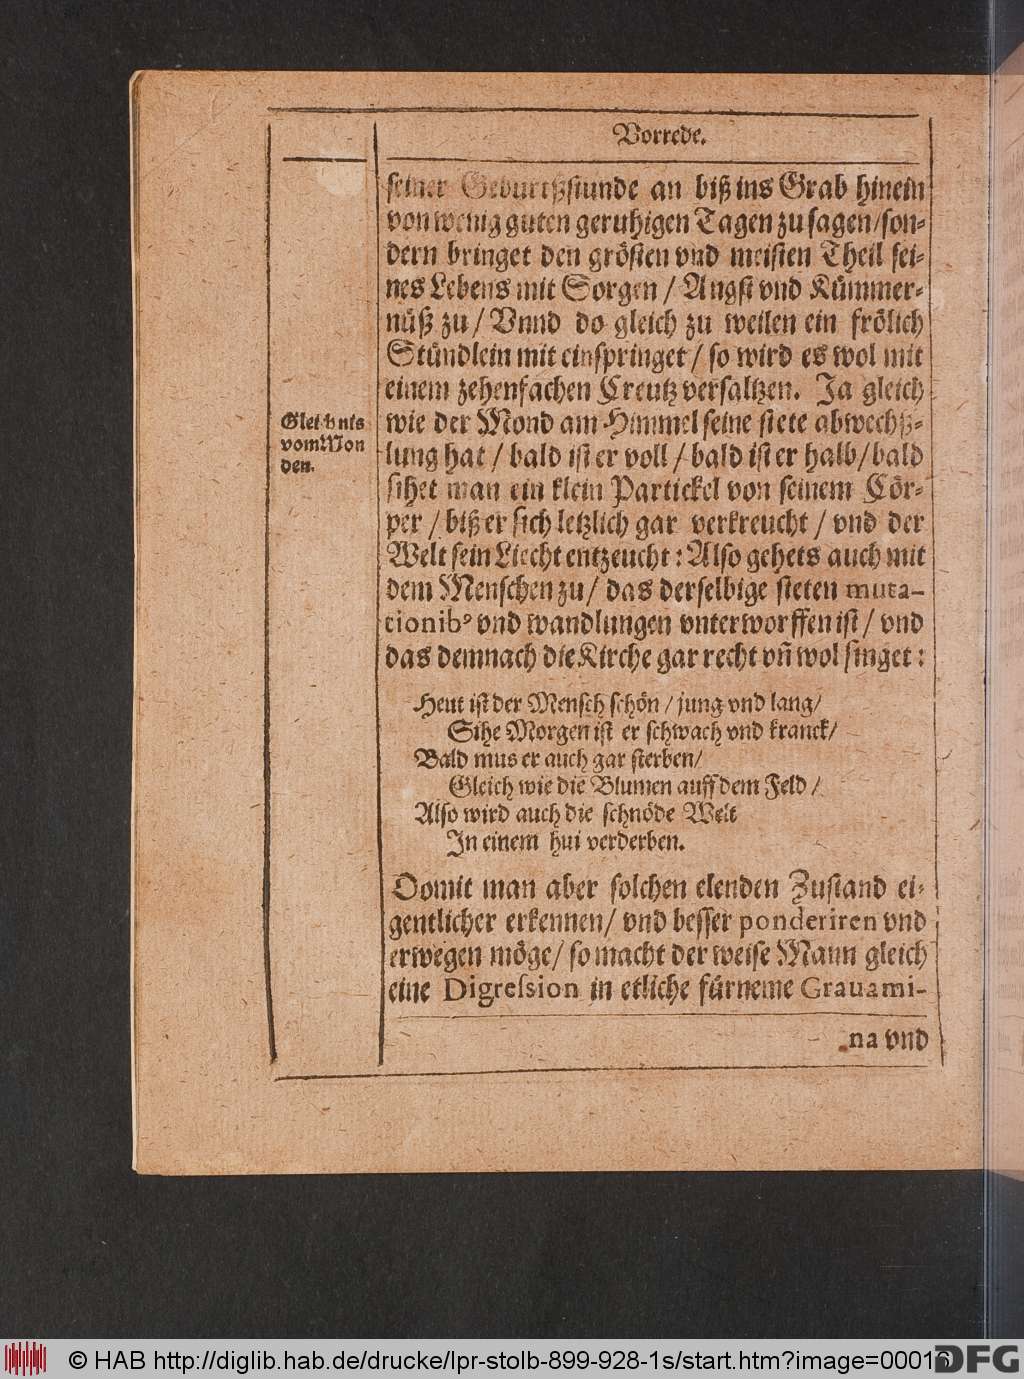 Vorrede.
seiner Geburtßstunde an biß ins Grab hinein
von wenig guten geruhigen Tagen zu sagen/son-
dern bringet den grösten vnd meisten Theil sei-
nes Lebens mit Sorgen / Angst vnd Kümmer-
nüß zu / Vnnd do gleich zu weilen ein frölich
Stündlein mit einspringet / so wird es wol mit
einem zehenfachen Creutz versaltzen. Ja gleich
wie der Mond am Himmel seine stete abwechß-
lung hat / bald ist er voll / bald ist er halb/bald
sihet man ein klein Partickel von seinem Cör-
per / biß er sich letzlich gar verkreucht / vnd der
Welt sein Liecht entzeucht : Also gehets auch mit
dem Menschen zu / das derselbige steten muta-
tionibꝰ vnd wandlungen vnterworffen ist / vnd
das demnach die Kirche gar recht vn̄ wol singet :
Gleichnis
vom Mon
den.
Heut ist der Mensch schön / jung vnd lang/
Sihe Morgen ist er schwach vnd kranck/
Bald mus er auch gar sterben/
Gleich wie die Blumen auff dem Feld /
Also wird auch die schnöde Welt
In einem hui verderben.
Domit man aber solchen elenden Zustand ei-
gentlicher erkennen/ vnd besser ponderiren vnd
erwegen möge/ so macht der weise Mann gleich
eine Digreſsion in etliche fürneme Grauami-
na vnd
© HAB http://diglib.hab.de/drucke/lpr-stolb-899-928-1s/start.htm?image=00016
DFG